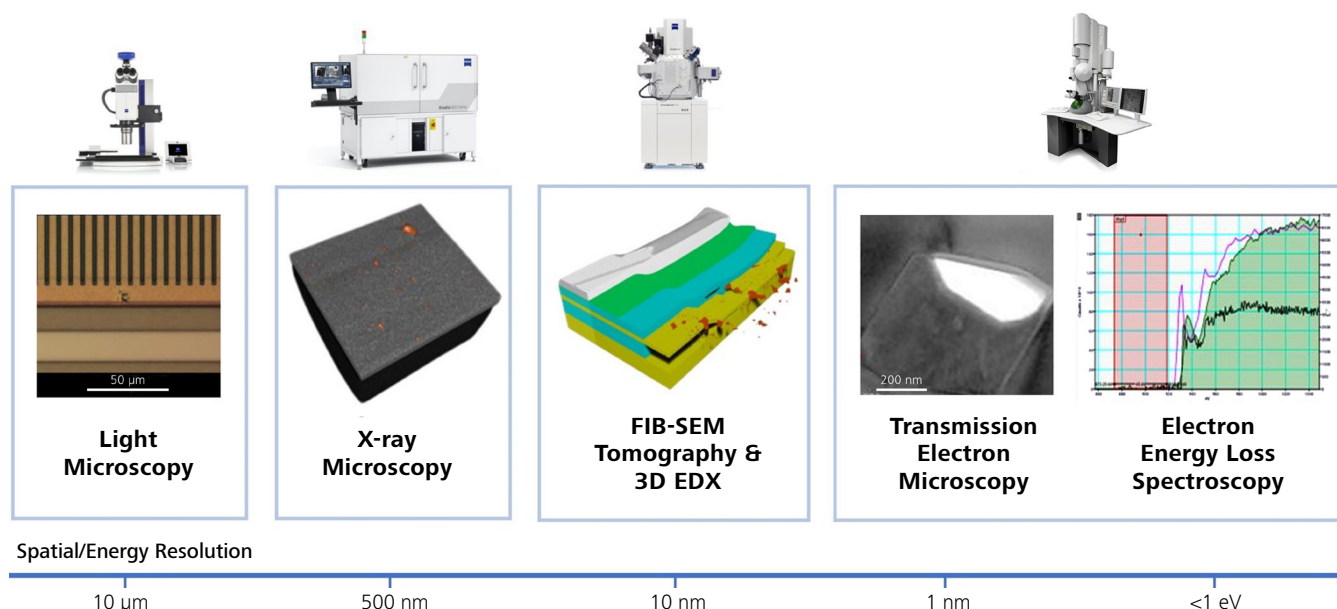 50 µm
200 nm
Light
Microscopy
X-ray
Microscopy
FIB-SEM
Tomography &
3D EDX
Transmission
Electron
Microscopy
Electron
Energy Loss
Spectroscopy
Spatial/Energy Resolution
10 µm
500 nm
10 nm
1 nm
<1 eV